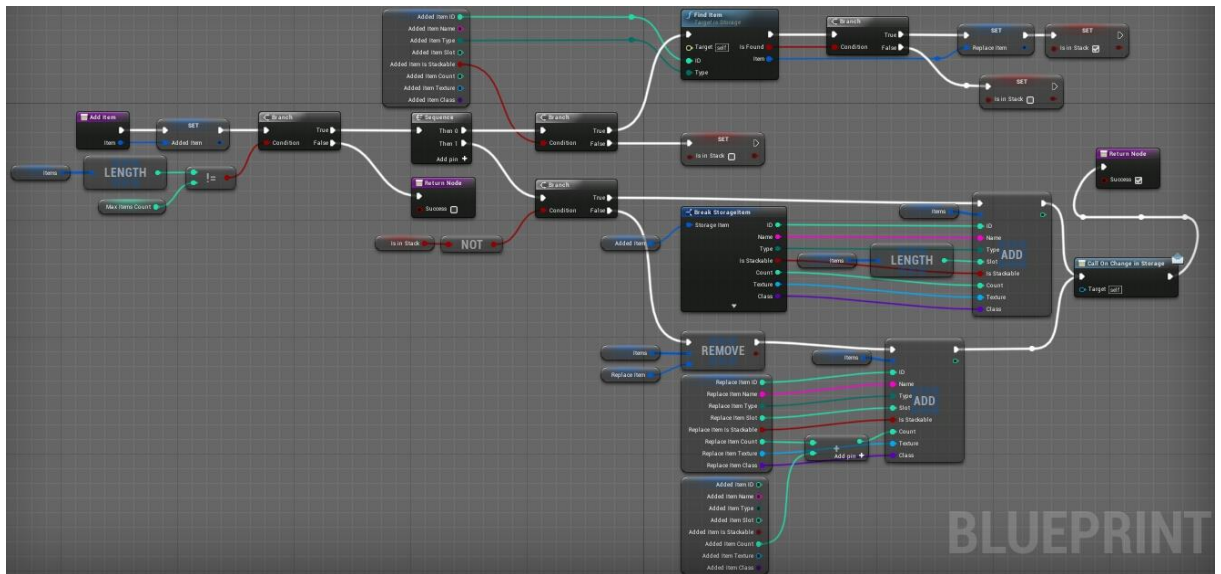 Added Item ID
Added Item Name
Added Item Type
Added Item Slot
Added Item Is Stackable
Added Item Count
Added Item Texture
Added Item Class
Find Item
Target is Storage
Target self
Is Found
ID
Item
Type
Branch
True
Condition
False
SET
Replace Item
SET
Is in Stack
SET
Is in Stack
Add Item
Item
SET
Added Item
Branch
True
Condition
False
Sequence
Then 0
Then 1
Add pin +
Branch
True
Condition
False
SET
Is in Stack
Items
LENGTH
!=
Max Items Count
Return Node
Success
Branch
True
Condition
False
Is in Stack
NOT
Return Node
Success
Added Item
Break StorageItem
Storage Item
ID
Name
Type
Is Stackable
Count
Texture
Class
Items
LENGTH
Items
ADD
ID
Name
Type
Slot
Is Stackable
Count
Texture
Class
Call On Change in Storage
Target self
Items
Replace Item
REMOVE
Items
ADD
ID
Name
Type
Slot
Is Stackable
Count
Texture
Class
Replace Item ID
Replace Item Name
Replace Item Type
Replace Item Slot
Replace Item Is Stackable
Replace Item Count
Replace Item Texture
Replace Item Class
+
Add pin +
Added Item ID
Added Item Name
Added Item Type
Added Item Slot
Added Item Is Stackable
Added Item Count
Added Item Texture
Added Item Class
BLUEPRINT